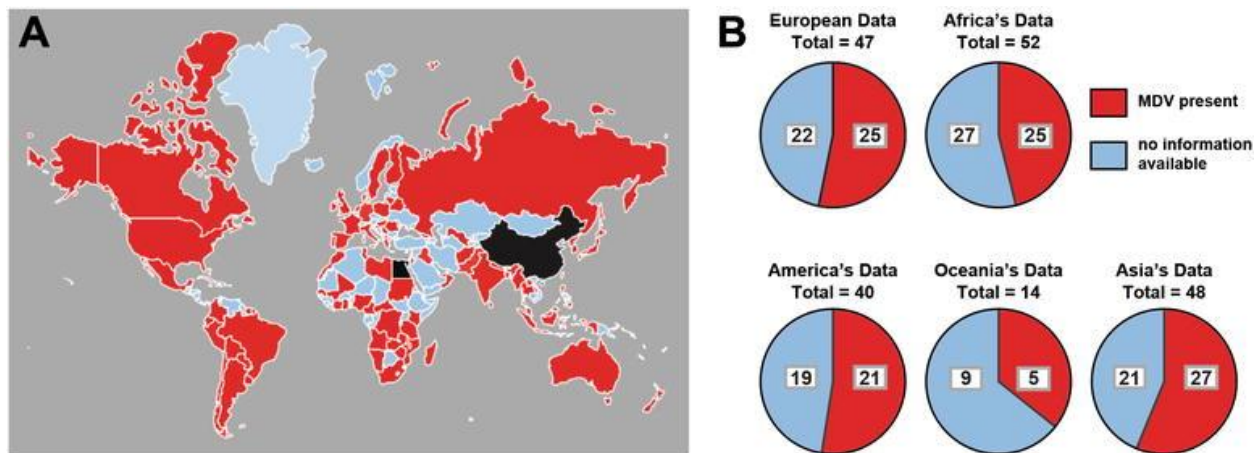 A
B
European Data
Total = 47
22
25
Africa's Data
Total = 52
27
25
MDV present
no information
available
America's Data
Total = 40
19
21
Oceania's Data
Total = 14
9
5
Asia's Data
Total = 48
21
27